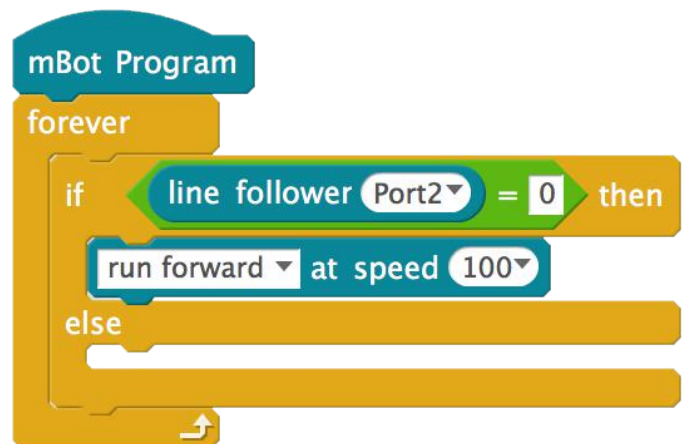 mBot Program
forever
if line follower Port2 = 0 then
run forward at speed 100
else